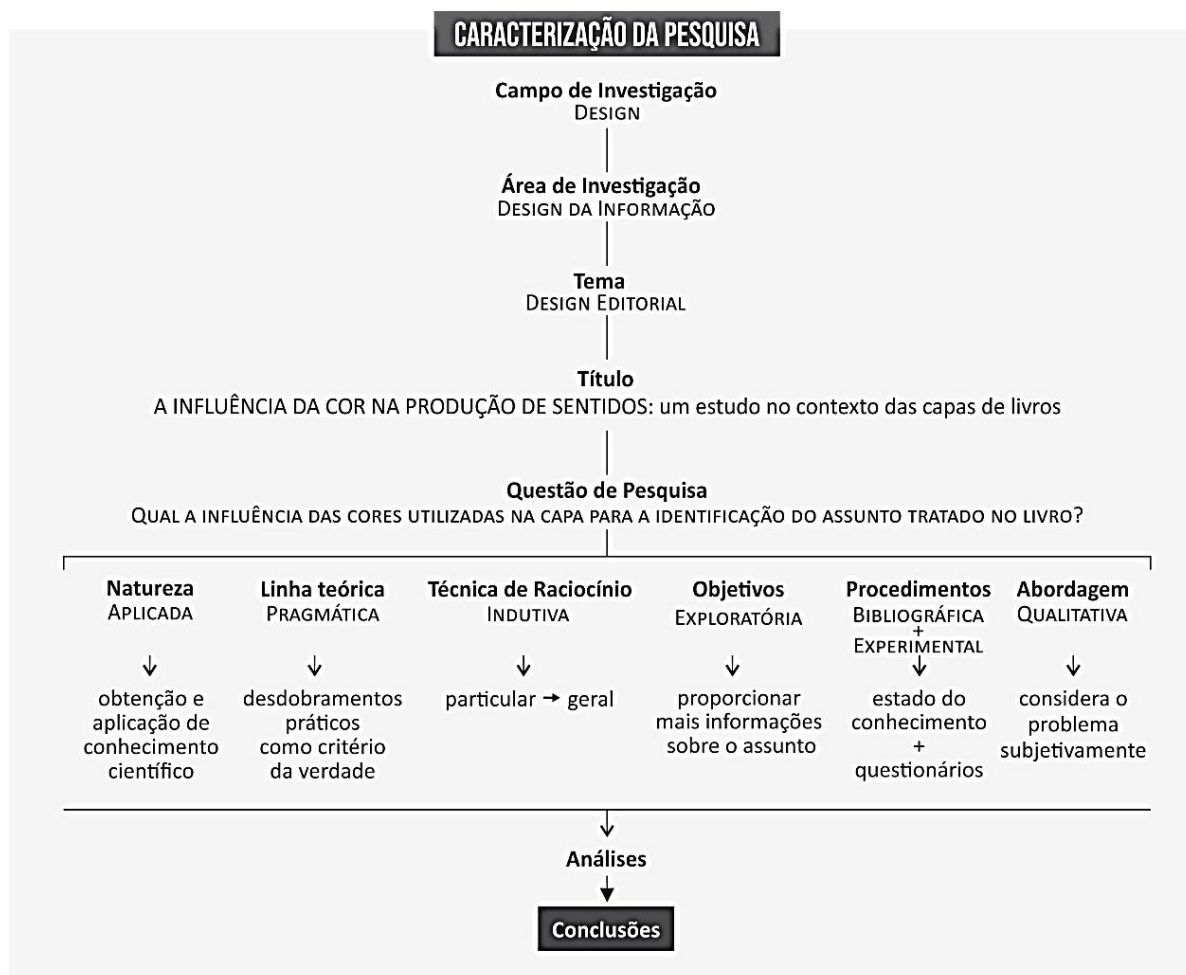 CARACTERIZAÇÃO DA PESQUISA
Campo de Investigação
DESIGN
Área de Investigação
DESIGN DA INFORMAÇÃO
Tema
DESIGN EDITORIAL
Título
A INFLUÊNCIA DA COR NA PRODUÇÃO DE SENTIDOS: um estudo no contexto das capas de livros
Questão de Pesquisa
QUAL A INFLUÊNCIA DAS CORES UTILIZADAS NA CAPA PARA A IDENTIFICAÇÃO DO ASSUNTO TRATADO NO LIVRO?
Natureza
APLICADA
obtenção e
aplicação de
conhecimento
científico
Linha teórica
PRAGMÁTICA
desdobramentos
práticos
como critério
da verdade
Técnica de Raciocínio
INDUTIVA
particular → geral
Objetivos
EXPLORATÓRIA
proporcionar
mais informações
sobre o assunto
Procedimentos
BIBLIOGRÁFICA
+
EXPERIMENTAL
estado do
conhecimento
+
questionários
Abordagem
QUALITATIVA
considera o
problema
subjetivamente
Análises
Conclusões